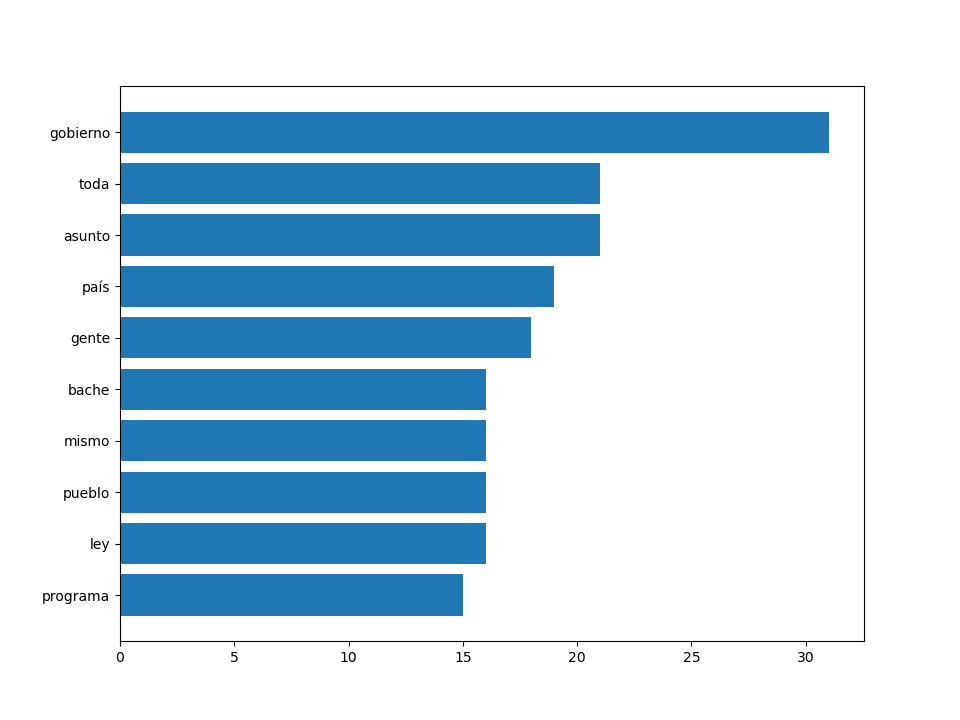 gobierno
toda
asunto
país
gente
bache
mismo
pueblo
ley
programa
0 5 10 15 20 25 30